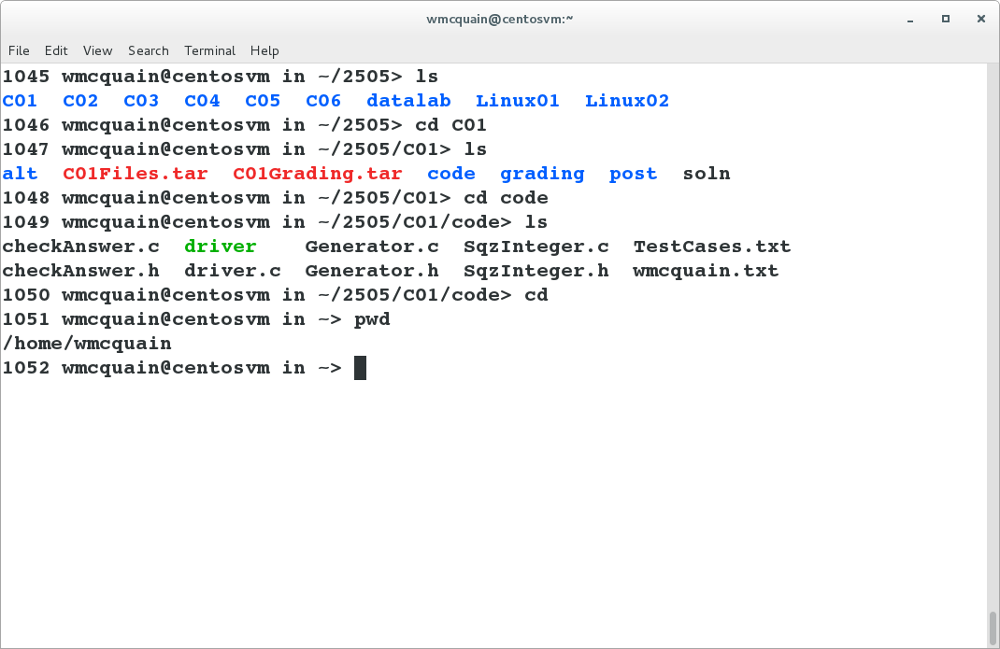 wmcquain@centosvm:~
File Edit View Search Terminal Help
1045 wmcquain@centosvm in ~/2505> ls
C01  C02  C03  C04  C05  C06  datalab  Linux01  Linux02
1046 wmcquain@centosvm in ~/2505> cd C01
1047 wmcquain@centosvm in ~/2505/C01> ls
alt  C01Files.tar  C01Grading.tar  code  grading  post  soln
1048 wmcquain@centosvm in ~/2505/C01> cd code
1049 wmcquain@centosvm in ~/2505/C01/code> ls
checkAnswer.c  driver    Generator.c  SqzInteger.c  TestCases.txt
checkAnswer.h  driver.c  Generator.h  SqzInteger.h  wmcquain.txt
1050 wmcquain@centosvm in ~/2505/C01/code> cd
1051 wmcquain@centosvm in ~> pwd
/home/wmcquain
1052 wmcquain@centosvm in ~>